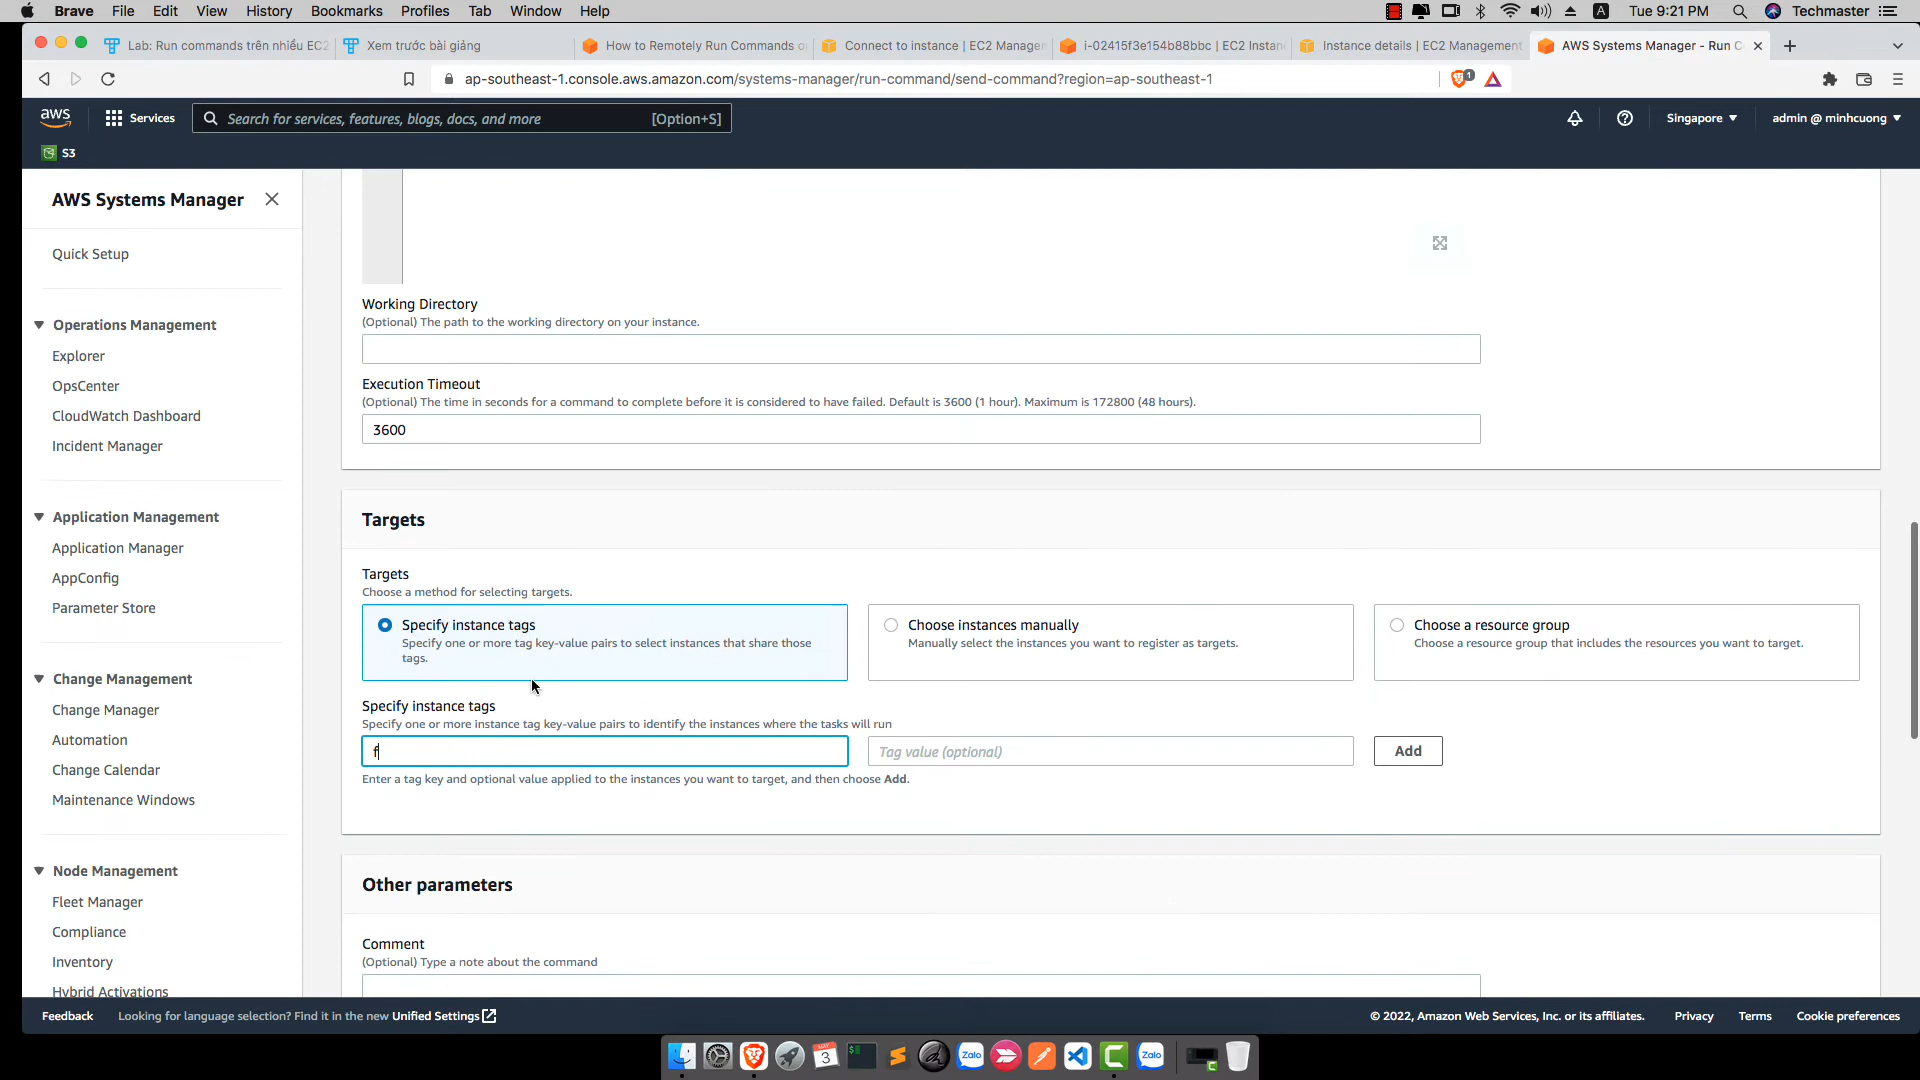 Brave File Edit View History Bookmarks Profiles Tab Window Help
A Tue 9:21 PM Techmaster
Lab: Run commands trên nhiều EC2
Xem trước bài giảng
How to Remotely Run Commands o
Connect to instance | EC2 Manage
i-02415f3e154b88bbc | EC2 Instan
Instance details | EC2 Management
AWS Systems Manager - Run C
ap-southeast-1.console.aws.amazon.com/systems-manager/run-command/send-command?region=ap-southeast-1
1
aws Services Search for services, features, blogs, docs, and more [Option+S] Singapore admin @ minhcuong
S3
AWS Systems Manager
Quick Setup
Operations Management
Explorer
OpsCenter
CloudWatch Dashboard
Incident Manager
Application Management
Application Manager
AppConfig
Parameter Store
Change Management
Change Manager
Automation
Change Calendar
Maintenance Windows
Node Management
Fleet Manager
Compliance
Inventory
Hybrid Activations
Working Directory
(Optional) The path to the working directory on your instance.
Execution Timeout
(Optional) The time in seconds for a command to complete before it is considered to have failed. Default is 3600 (1 hour). Maximum is 172800 (48 hours).
3600
Targets
Targets
Choose a method for selecting targets.
Specify instance tags
Specify one or more tag key-value pairs to select instances that share those
tags.
Choose instances manually
Manually select the instances you want to register as targets.
Choose a resource group
Choose a resource group that includes the resources you want to target.
Specify instance tags
Specify one or more instance tag key-value pairs to identify the instances where the tasks will run
f
Tag value (optional)
Add
Enter a tag key and optional value applied to the instances you want to target, and then choose Add.
Other parameters
Comment
(Optional) Type a note about the command
Feedback Looking for language selection? Find it in the new Unified Settings © 2022, Amazon Web Services, Inc. or its affiliates. Privacy Terms Cookie preferences
MAY
3
$
Zalo
C
Zalo